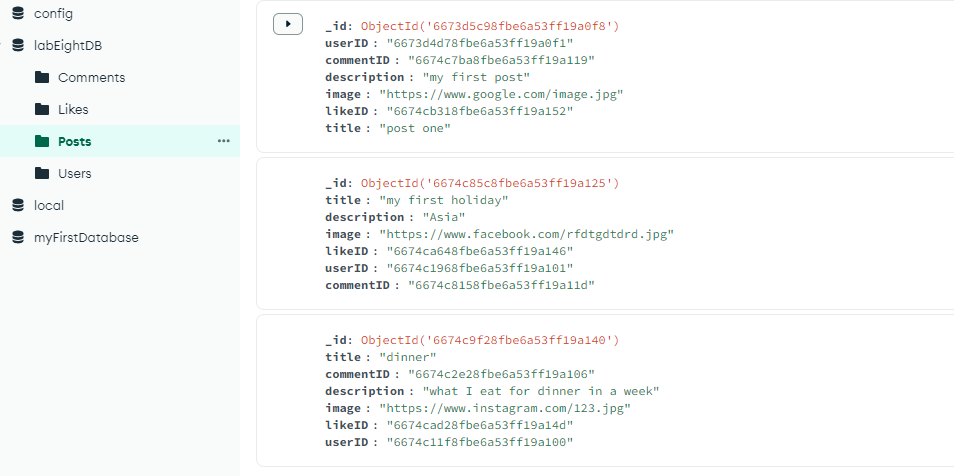 config
labEightDB
Comments
Likes
Posts
Users
local
myFirstDatabase
_id: ObjectId('6673d5c98fbe6a53ff19a0f8')
userID : "6673d4d78fbe6a53ff19a0f1"
commentID : "6674c7ba8fbe6a53ff19a119"
description : "my first post"
image : "https://www.google.com/image.jpg"
likeID : "6674cb318fbe6a53ff19a152"
title : "post one"
_id: ObjectId('6674c85c8fbe6a53ff19a125')
title : "my first holiday"
description : "Asia"
image : "https://www.facebook.com/rfdtgdtdrd.jpg"
likeID : "6674ca648fbe6a53ff19a146"
userID : "6674c1968fbe6a53ff19a101"
commentID : "6674c8158fbe6a53ff19a11d"
_id: ObjectId('6674c9f28fbe6a53ff19a140')
title : "dinner"
commentID : "6674c2e28fbe6a53ff19a106"
description : "what I eat for dinner in a week"
image : "https://www.instagram.com/123.jpg"
likeID : "6674cad28fbe6a53ff19a14d"
userID : "6674c11f8fbe6a53ff19a100"